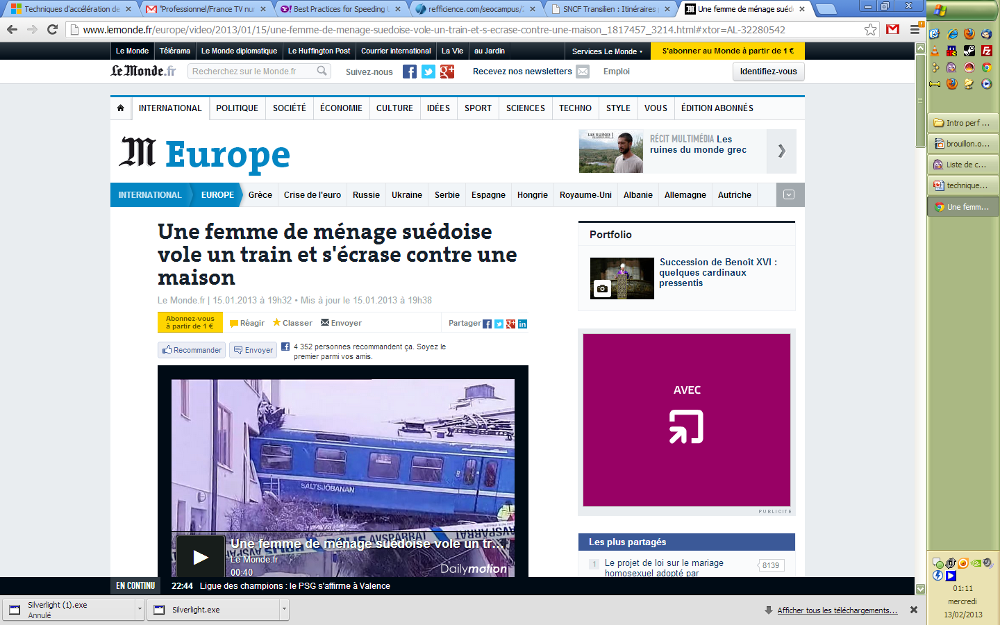 Techniques d'accélération de
"Professionnel/France TV nu
Best Practices for Speeding U
refficience.com/seocampus/2
SNCF Transilien : Itinéraires
Une femme de ménage suéd
www.lemonde.fr/europe/video/2013/01/15/une-femme-de-menage-suedoise-vole-un-train-et-s-ecrase-contre-une-maison_1817457_3214.html#xtor=AL-32280542
Le Monde Télérama Le Monde diplomatique Le Huffington Post Courrier international La Vie au Jardin Services Le Monde S'abonner au Monde à partir de 1 €
Le Monde.fr Recherchez sur le Monde.fr Suivez-nous Recevez nos newsletters Emploi Identifiez-vous
INTERNATIONAL POLITIQUE SOCIÉTÉ ÉCONOMIE CULTURE IDÉES SPORT SCIENCES TECHNO STYLE VOUS ÉDITION ABONNÉS
M Europe
RÉCIT MULTIMÉDIA Les
ruines du monde grec
LES RUINES
INTERNATIONAL EUROPE Grèce Crise de l'euro Russie Ukraine Serbie Espagne Hongrie Royaume-Uni Albanie Allemagne Autriche
Une femme de ménage suédoise
vole un train et s'écrase contre une
maison
Le Monde.fr | 15.01.2013 à 19h32 • Mis à jour le 15.01.2013 à 19h38
Abonnez-vous
à partir de 1 €
Réagir Classer Envoyer Partager
Recommander Envoyer
4 352 personnes recommandent ça. Soyez le
premier parmi vos amis.
SALTSJÖBANAN
AVSPARRAT
AVSPARR
Une femme de ménage suédoise vole un tr...
Le Monde.fr
00:40
Dailymotion
Portfolio
Succession de Benoît XVI :
quelques cardinaux
pressentis
AVEC
PUBLICITE
Les plus partagés
1 Le projet de loi sur le mariage
homosexuel adopté par
8139
EN CONTINU 22:44 Ligue des champions : le PSG s'affirme à Valence
Silverlight (1).exe
Annulé
Silverlight.exe
Afficher tous les téléchargements...
Intro perf ...
brouillon.o...
Liste de c...
technique...
Une femm...
01:11
mercredi
13/02/2013